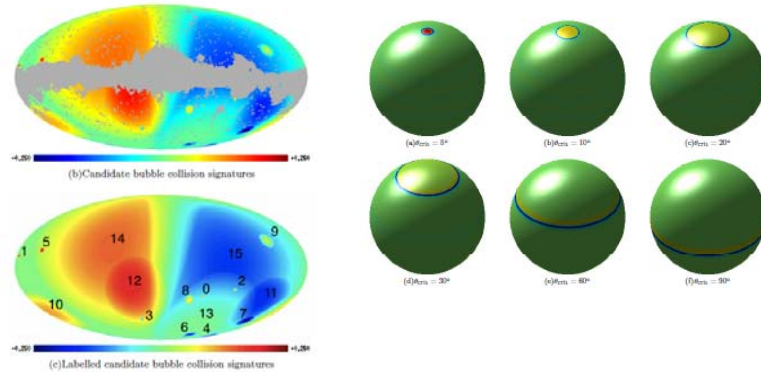 -0.250 +0.250
(b)Candidate bubble collision signatures
14
5
1
9
15
12
8
0
2
10
11
3
13
7
6
4
-0.250 +0.250
(c)Labelled candidate bubble collision signatures
(a)θcrit = 5°
(b)θcrit = 10°
(c)θcrit = 20°
(d)θcrit = 30°
(e)θcrit = 60°
(f)θcrit = 90°